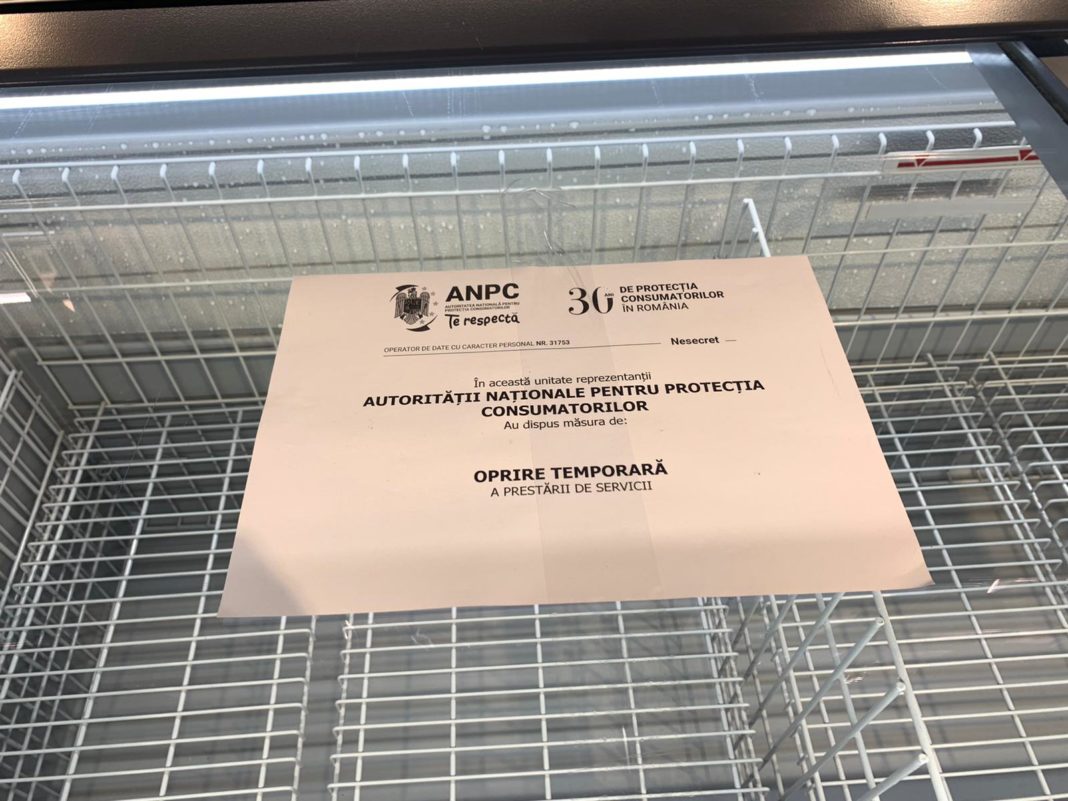 ANPC
AUTORITATEA NAȚIONALĂ PENTRU
PROTECȚIA CONSUMATORILOR
Te respectă
30 ANI DE PROTECȚIA
CONSUMATORILOR
ÎN ROMÂNIA
OPERATOR DE DATE CU CARACTER PERSONAL NR. 31753
Nesecret
În această unitate reprezentanții
AUTORITĂȚII NAȚIONALE PENTRU PROTECȚIA
CONSUMATORILOR
Au dispus măsura de:
OPRIRE TEMPORARĂ
A PRESTĂRII DE SERVICII